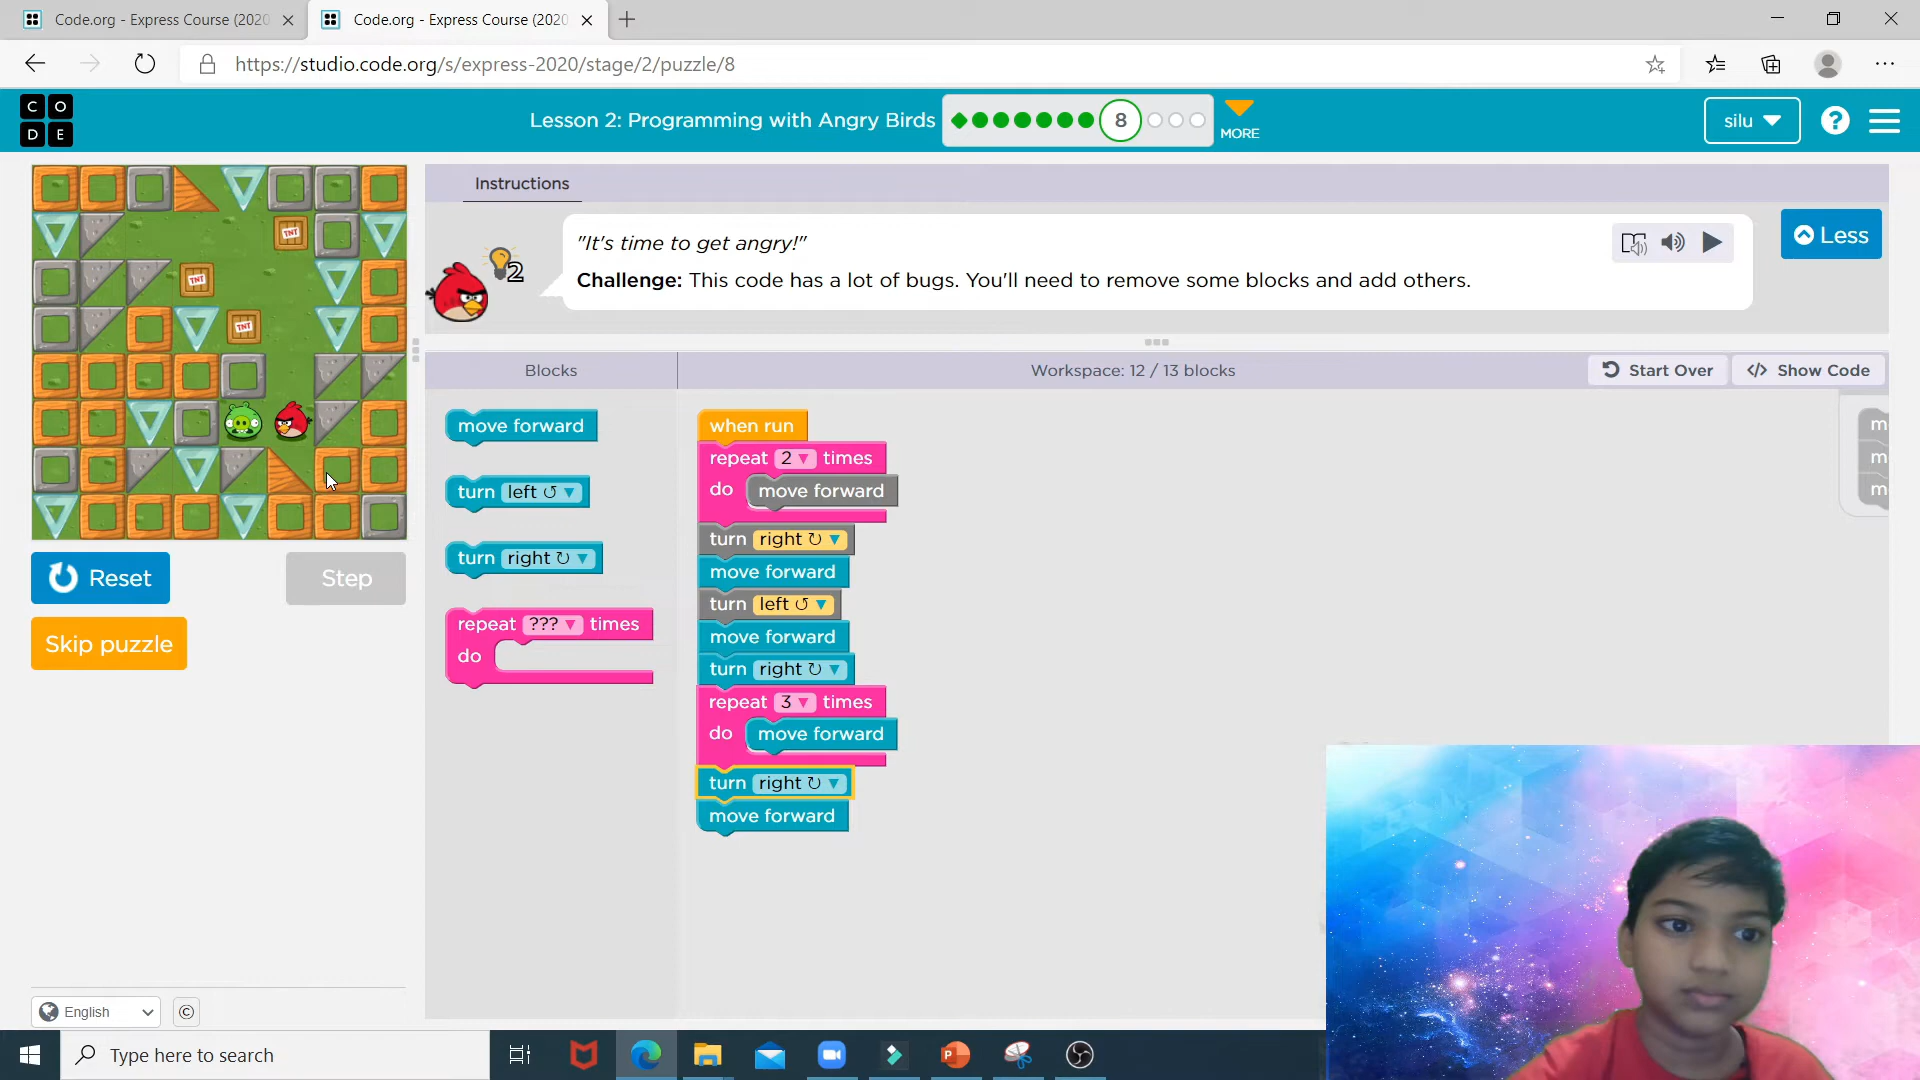 Code.org - Express Course (2020
Code.org - Express Course (2020
https://studio.code.org/s/express-2020/stage/2/puzzle/8
C O
D E
Lesson 2: Programming with Angry Birds
8
MORE
silu
?
TNT
TNT
TNT
Reset
Step
Skip puzzle
English
©
Instructions
2
"It's time to get angry!"
Challenge: This code has a lot of bugs. You'll need to remove some blocks and add others.
Less
Blocks
Workspace: 12 / 13 blocks
Start Over
</> Show Code
move forward
turn left ↺
turn right ↻
repeat ??? times
do
when run
repeat 2 times
do move forward
turn right ↻
move forward
turn left ↺
move forward
turn right ↻
repeat 3 times
do move forward
turn right ↻
move forward
m
m
m
Type here to search